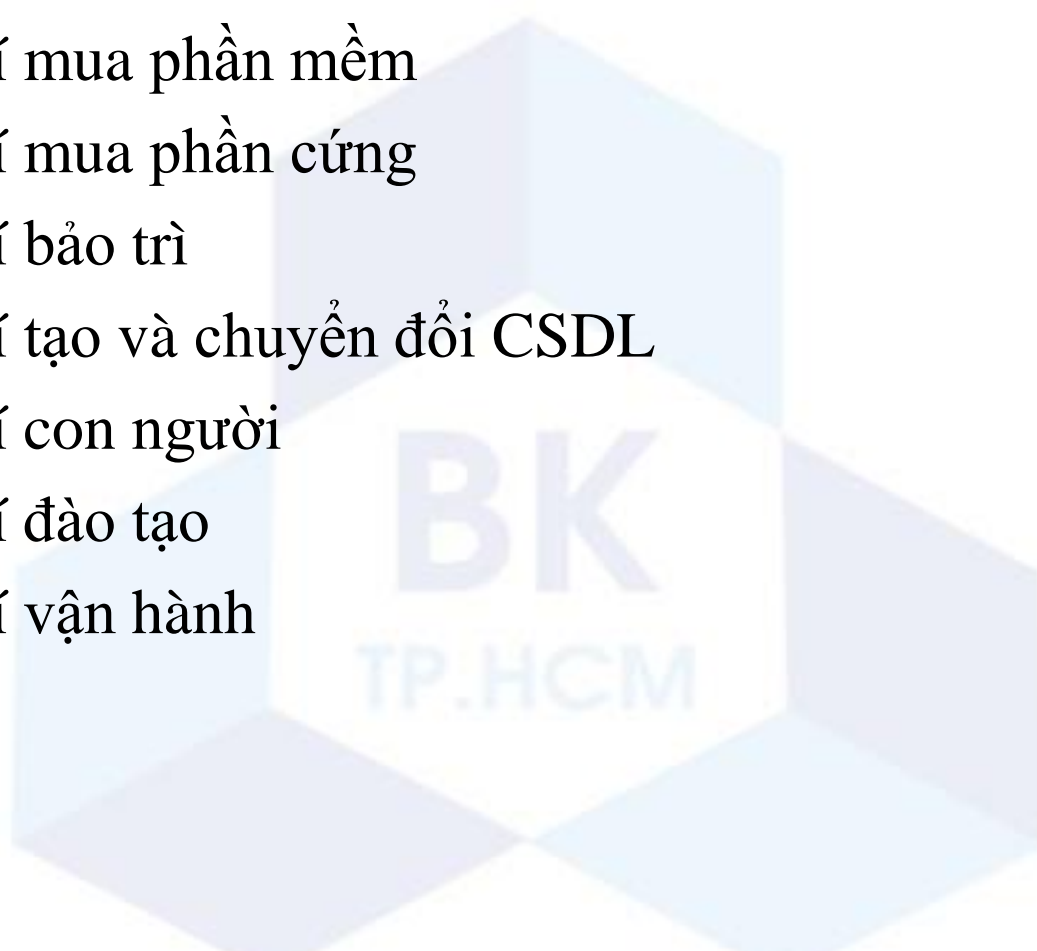 í mua phần mềm
í mua phần cứng
í bảo trì
í tạo và chuyển đổi CSDL
í con người
í đào tạo
í vận hành
BK
TP.HCM